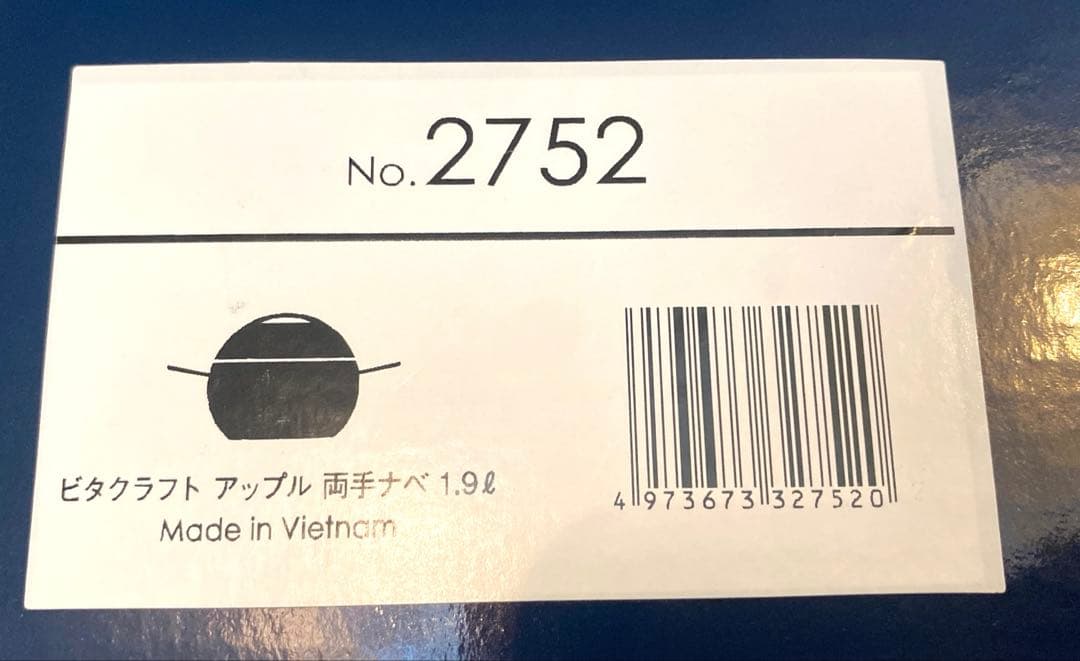 No.2752
ビタクラフト アップル 両手ナベ 1.9ℓ
Made in Vietnam
4 973673 327520